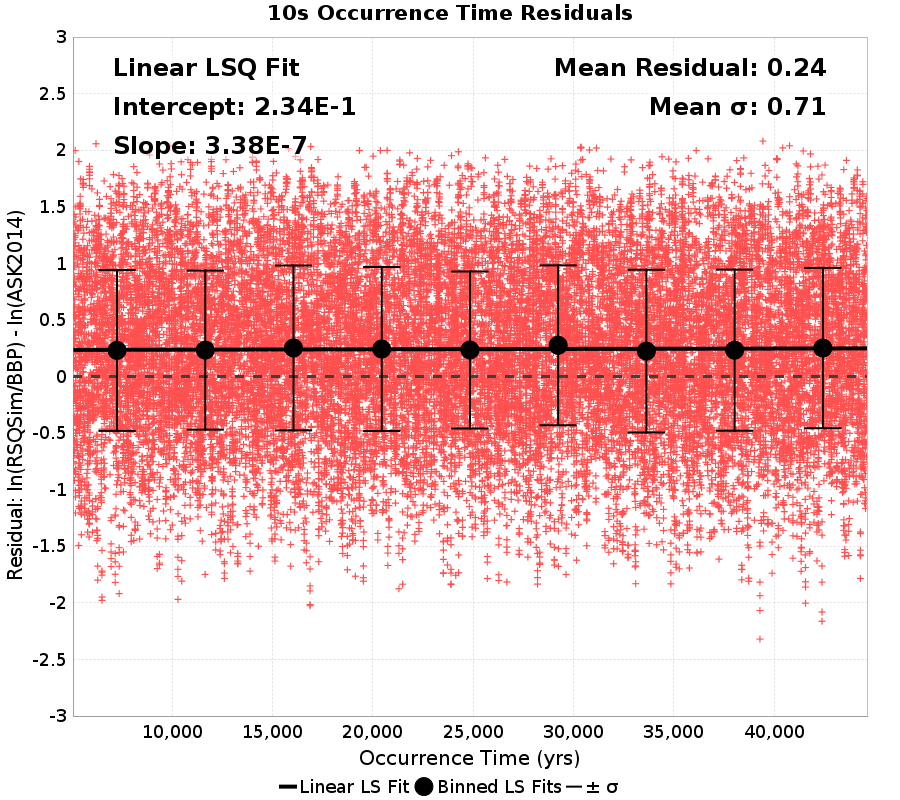 10s Occurrence Time Residuals
Linear LSQ Fit
Intercept: 2.34E-1
Slope: 3.38E-7
Mean Residual: 0.24
Mean σ: 0.71
Residual: ln(RSQSim/BBP) - ln(ASK2014)
3
2.5
2
1.5
1
0.5
0
-0.5
-1
-1.5
-2
-2.5
-3
10,000 15,000 20,000 25,000 30,000 35,000 40,000
Occurrence Time (yrs)
Linear LS Fit Binned LS Fits ± σ